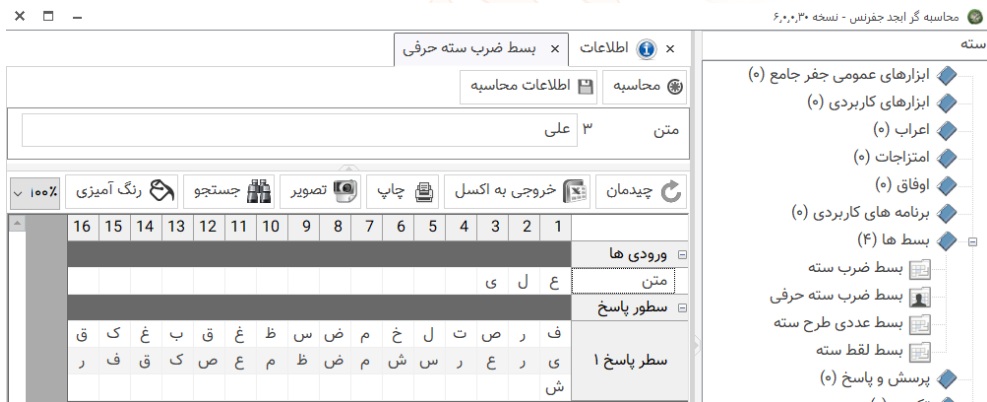 محاسبه گر ابجد جفرنس - نسخه ۶,۰,۰,۳۰
سته
ابزارهای عمومی جفر جامع (۰)
ابزارهای کاربردی (۰)
اعراب (۰)
امتزاجات (۰)
اوفاق (۰)
برنامه های کاربردی (۰)
بسط ها (۴)
بسط ضرب سته
بسط ضرب سته حرفی
بسط عددی طرح سته
بسط لقط سته
پرسش و پاسخ (۰)
اطلاعات
بسط ضرب سته حرفی
محاسبه
اطلاعات محاسبه
متن ۳ علی
چیدمان
خروجی به اکسل
چاپ
تصویر
جستجو
رنگ آمیزی
۱۰۰٪
1 2 3 4 5 6 7 8 9 10 11 12 13 14 15 16
ورودی ها
متن ع ل ی
سطور پاسخ
سطر پاسخ ۱
ف ر ص ت ل خ م ض س ظ غ ق ب غ ک ق
ی ر ع ر س ش م ض ظ م ع ص ک ق ف ر
ش